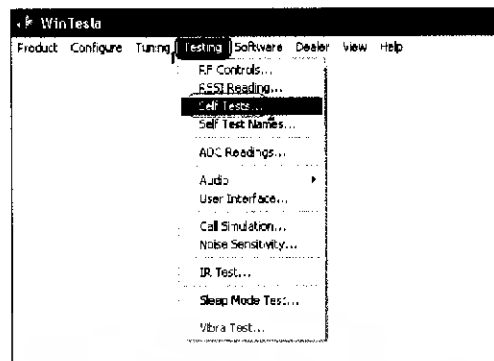 WinTesla
Product Configure Tuning Testing Software Dealer View Help
RF Controls...
RSSI Reading...
Self Tests...
Self Test Names...
ADC Readings...
Audio
User Interface...
Call Simulation...
Noise Sensitivity...
IR Test...
Sleep Mode Test...
Vibra Test...